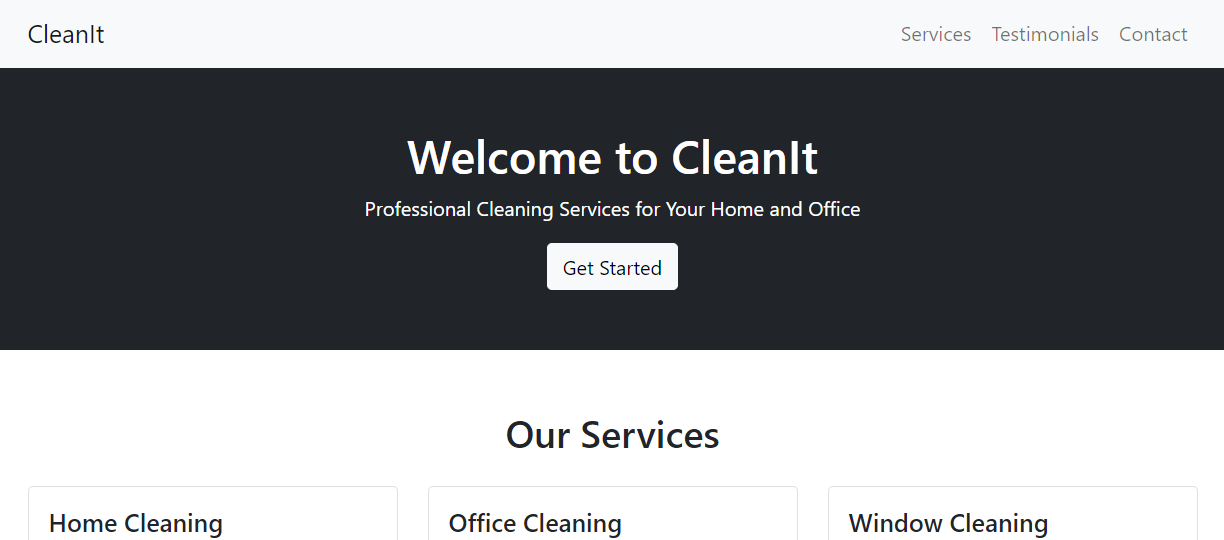 CleanIt
Services Testimonials Contact
Welcome to CleanIt
Professional Cleaning Services for Your Home and Office
Get Started
Our Services
Home Cleaning
Office Cleaning
Window Cleaning